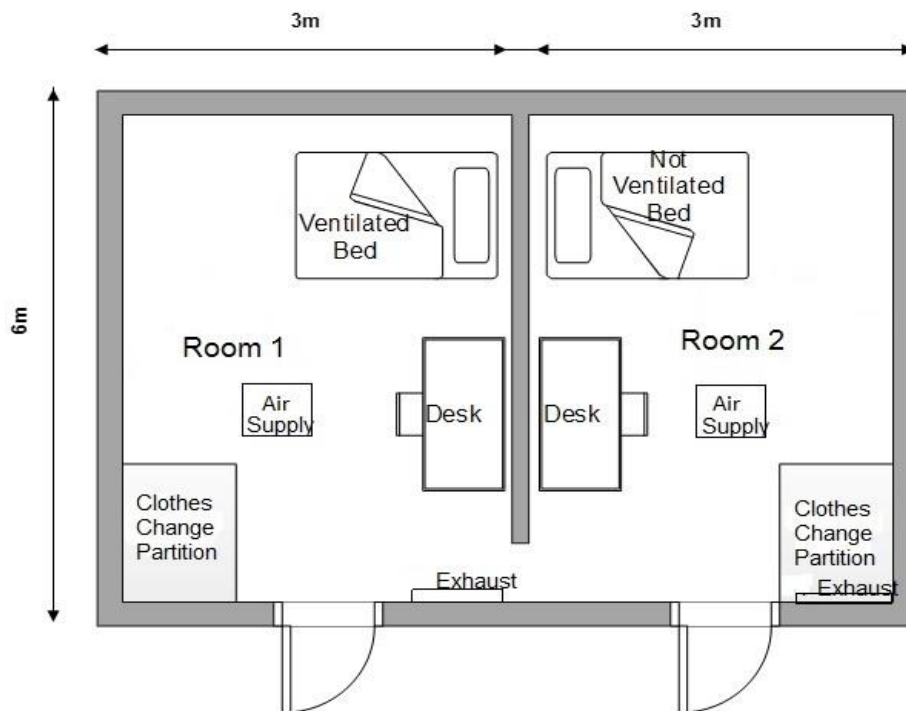 3m
3m
6m
Ventilated
Bed
Not
Ventilated
Bed
Room 1
Room 2
Air
Supply
Desk
Desk
Air
Supply
Clothes
Change
Partition
Clothes
Change
Partition
Exhaust
Exhaust